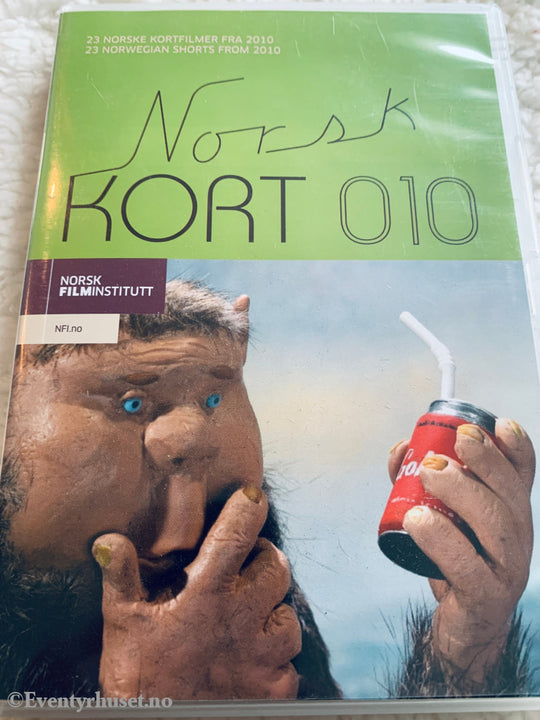 23 NORSKE KORTFILMER FRA 2010
23 NORWEGIAN SHORTS FROM 2010
Norsk
KORT 010
NORSK
FILMINSTITUTT
NFI.no
©Eventyrhuset.no